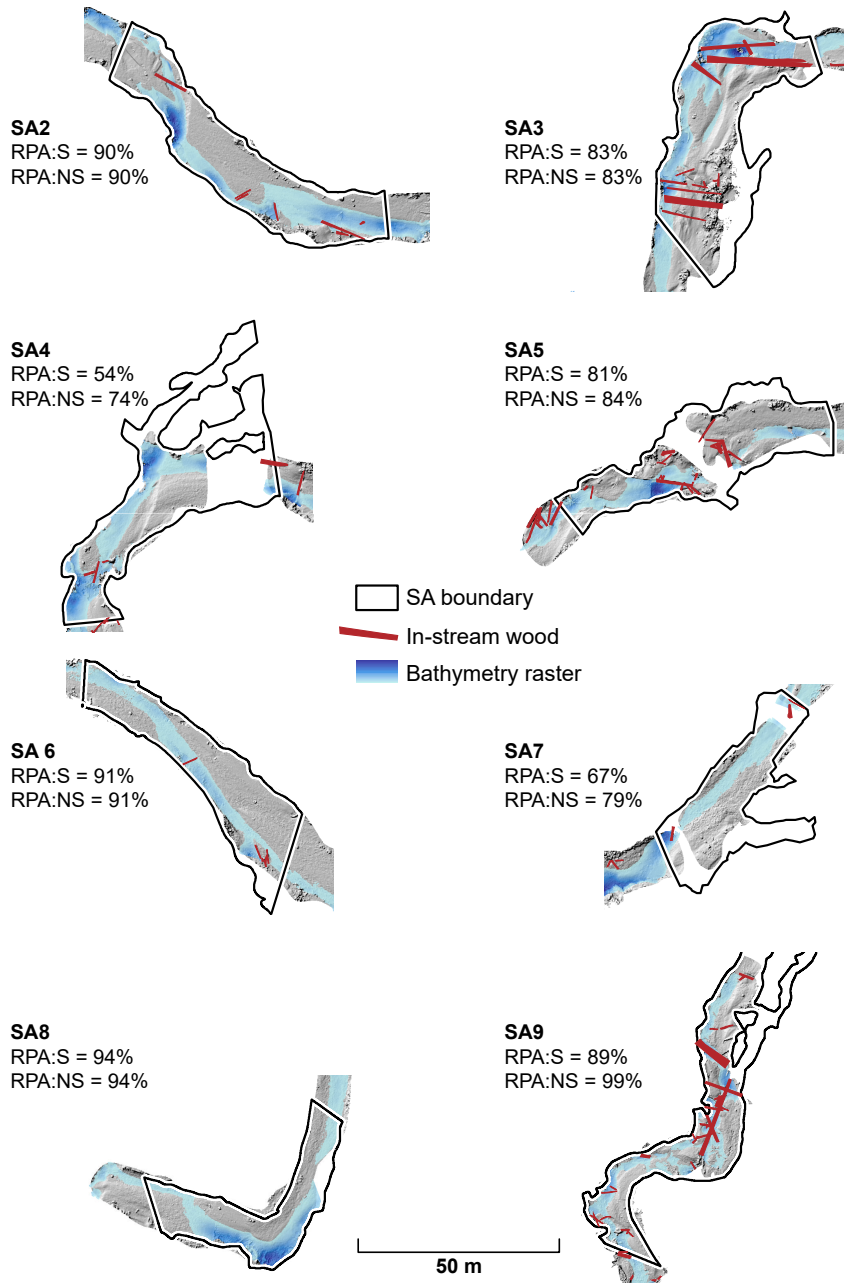 SA2
RPA:S = 90%
RPA:NS = 90%
SA3
RPA:S = 83%
RPA:NS = 83%
SA4
RPA:S = 54%
RPA:NS = 74%
SA5
RPA:S = 81%
RPA:NS = 84%
SA boundary
In-stream wood
Bathymetry raster
SA 6
RPA:S = 91%
RPA:NS = 91%
SA7
RPA:S = 67%
RPA:NS = 79%
SA8
RPA:S = 94%
RPA:NS = 94%
SA9
RPA:S = 89%
RPA:NS = 99%
50 m